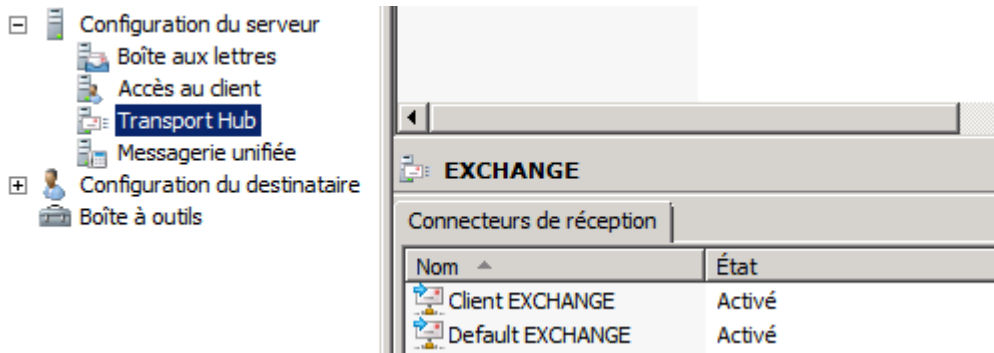 Configuration du serveur
Boîte aux lettres
Accès au client
Transport Hub
Messagerie unifiée
Configuration du destinataire
Boîte à outils
EXCHANGE
Connecteurs de réception
Nom État
Client EXCHANGE Activé
Default EXCHANGE Activé